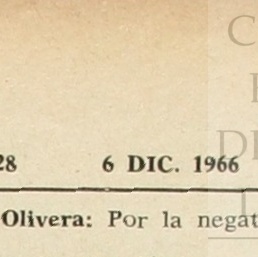 28 6 DIC. 1966
Olivera: Por la negat